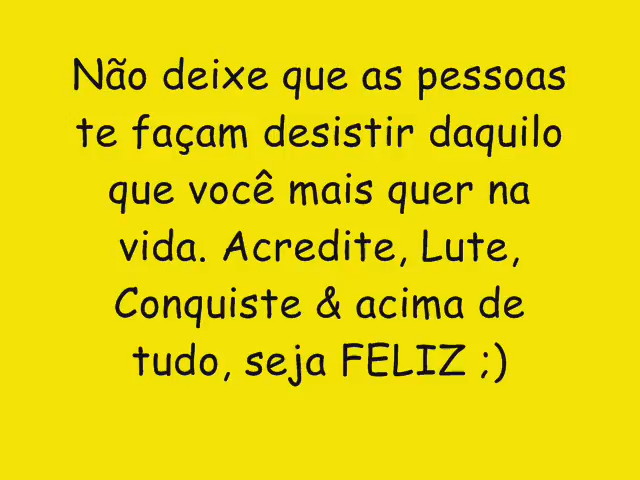 Não deixe que as pessoas
te façam desistir daquilo
que você mais quer na
vida. Acredite, Lute,
Conquiste & acima de
tudo, seja FELIZ ;)